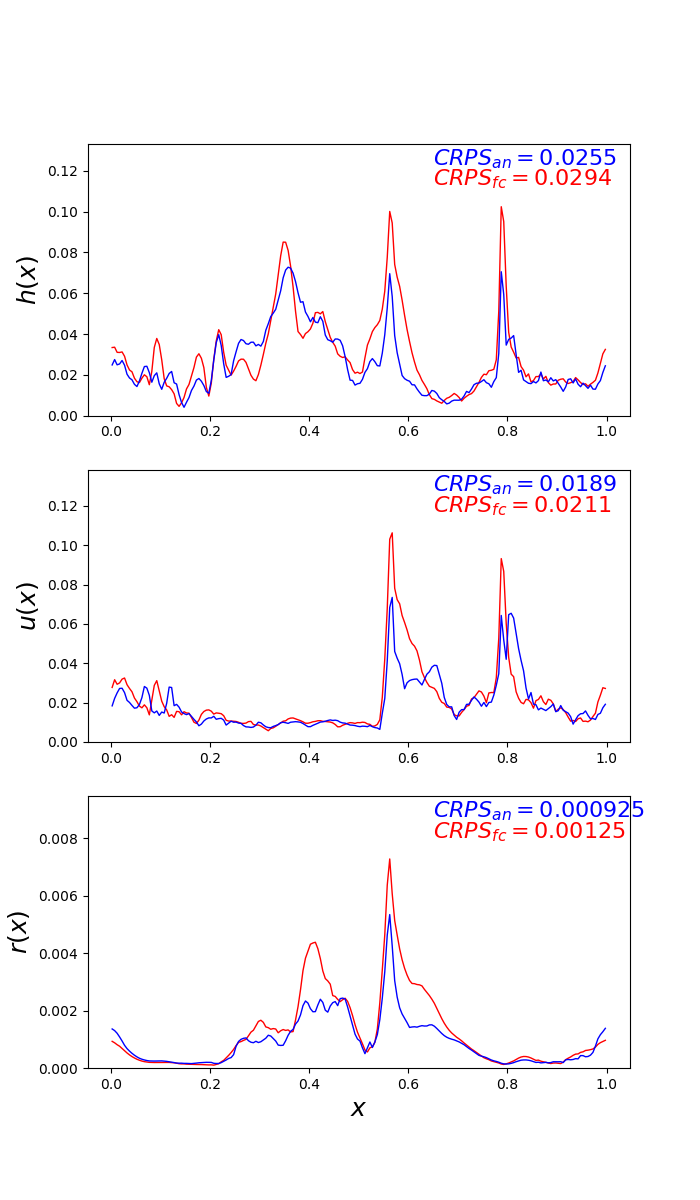 CRPS_an = 0.0255
CRPS_fc = 0.0294
h(x)
0.12
0.10
0.08
0.06
0.04
0.02
0.00
0.0 0.2 0.4 0.6 0.8 1.0
CRPS_an = 0.0189
CRPS_fc = 0.0211
u(x)
0.12
0.10
0.08
0.06
0.04
0.02
0.00
0.0 0.2 0.4 0.6 0.8 1.0
CRPS_an = 0.000925
CRPS_fc = 0.00125
r(x)
0.008
0.006
0.004
0.002
0.000
0.0 0.2 0.4 0.6 0.8 1.0
x